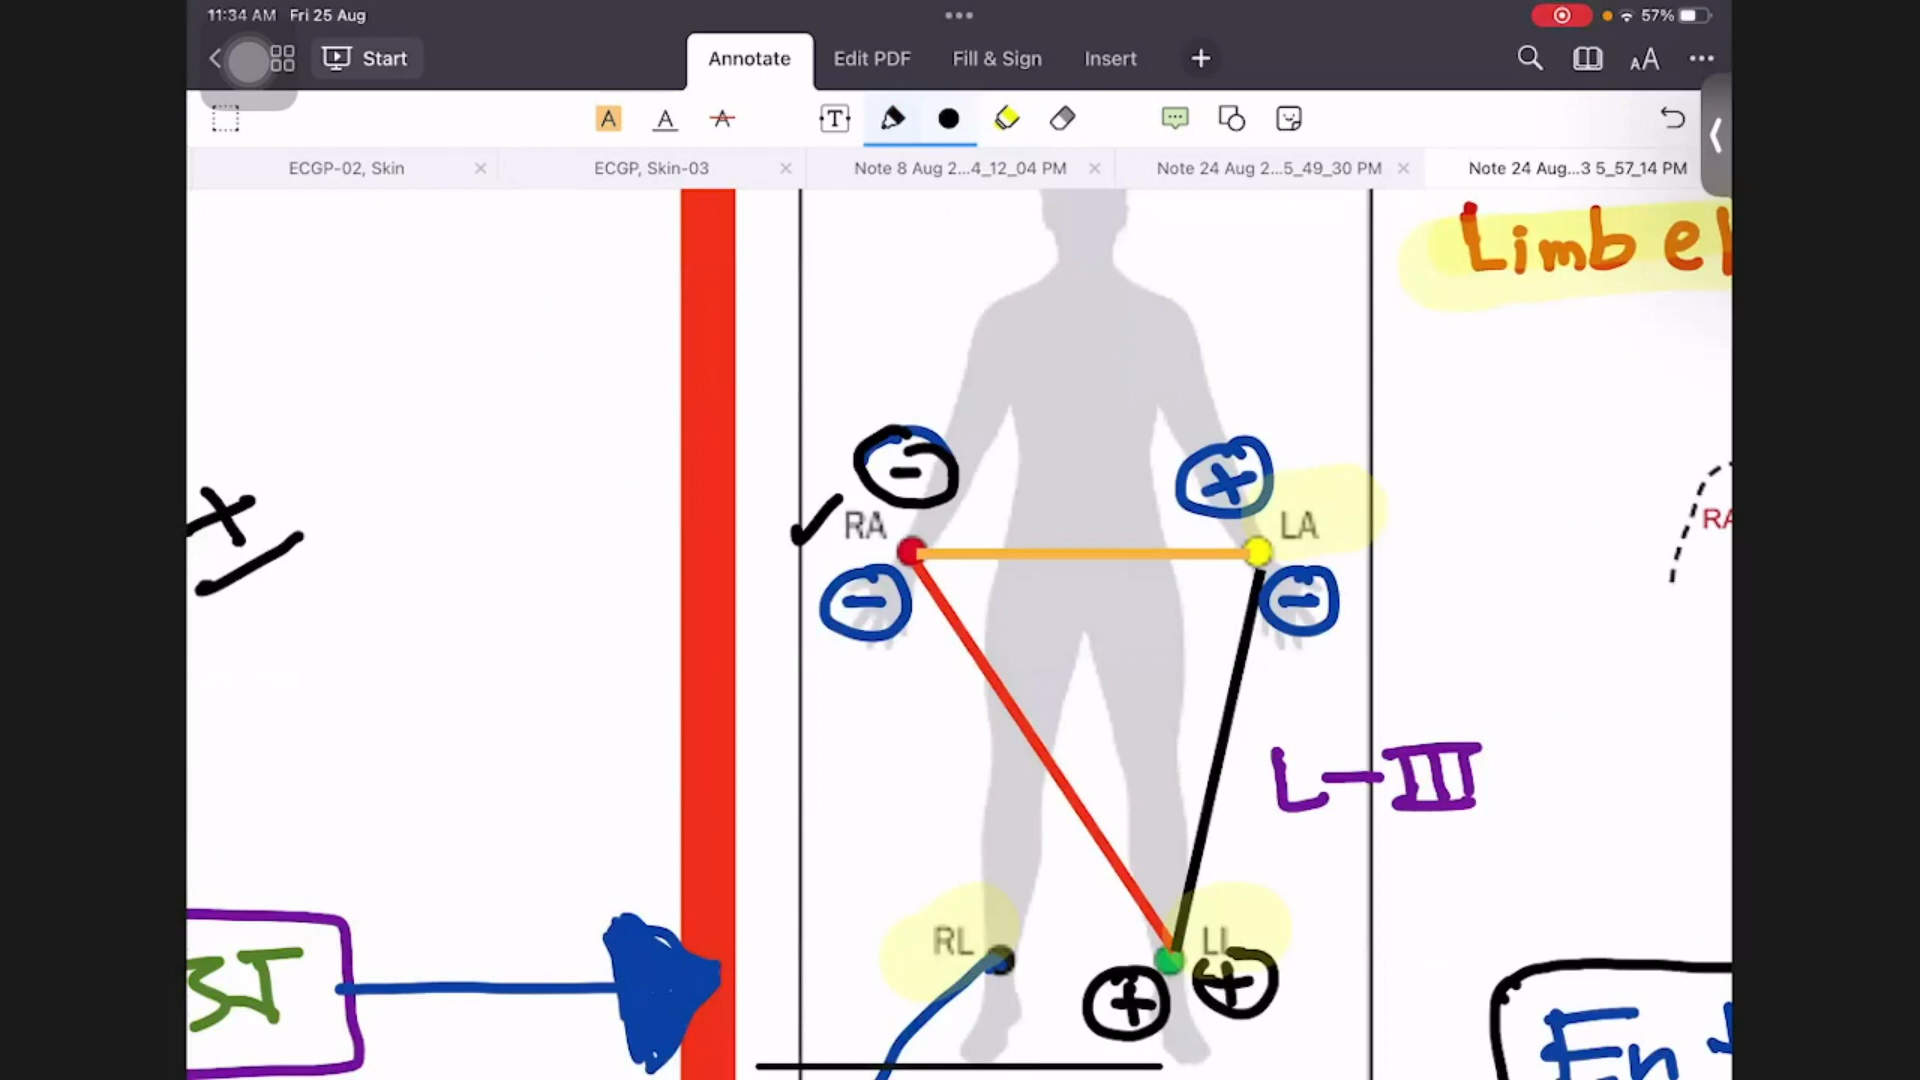 11:34 AM Fri 25 Aug
57%
Start
Annotate
Edit PDF
Fill & Sign
Insert
ECGP-02, Skin
ECGP, Skin-03
Note 8 Aug 2...4_12_04 PM
Note 24 Aug 2...5_49_30 PM
Note 24 Aug...3 5_57_14 PM
Limb el
RA
LA
RA
L-III
RL
LL
3J
En